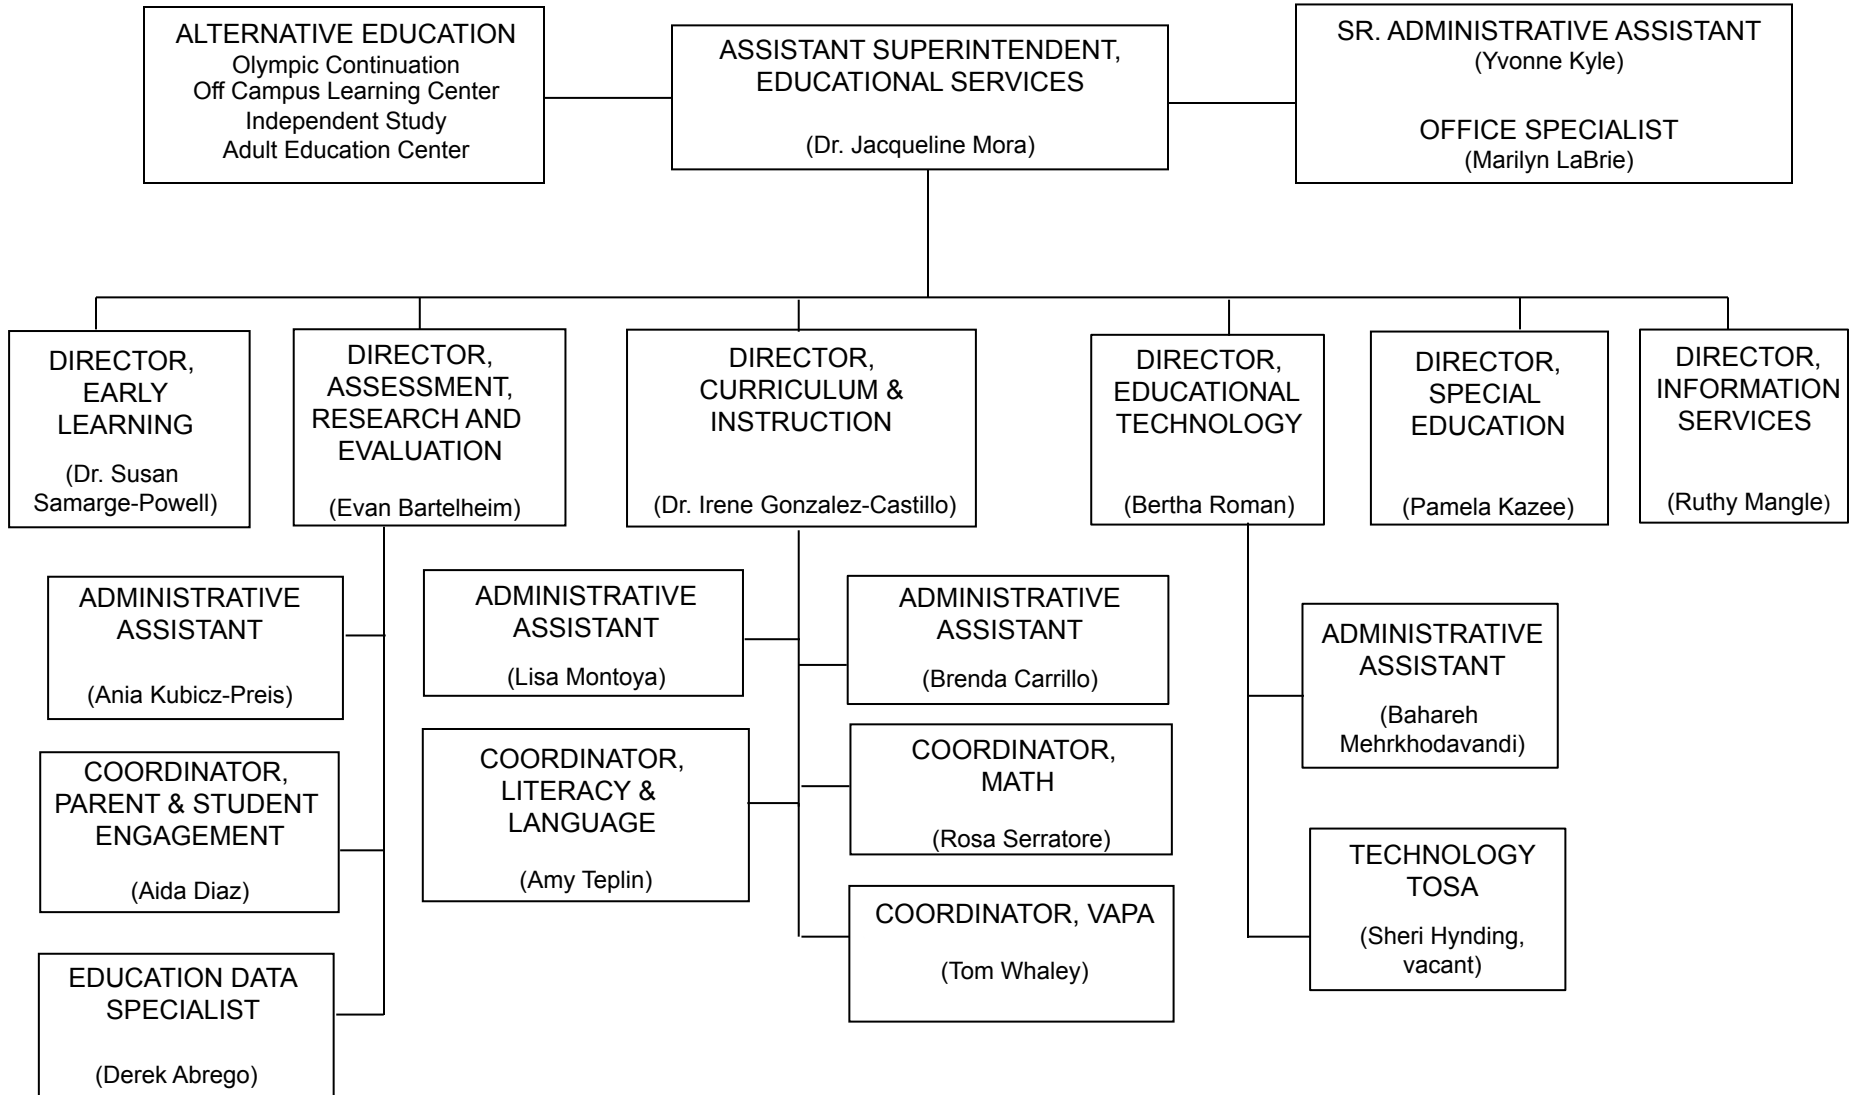 ALTERNATIVE EDUCATION
Olympic Continuation
Off Campus Learning Center
Independent Study
Adult Education Center
ASSISTANT SUPERINTENDENT,
EDUCATIONAL SERVICES
(Dr. Jacqueline Mora)
SR. ADMINISTRATIVE ASSISTANT
(Yvonne Kyle)
OFFICE SPECIALIST
(Marilyn LaBrie)
DIRECTOR,
EARLY
LEARNING
(Dr. Susan
Samarge-Powell)
DIRECTOR,
ASSESSMENT,
RESEARCH AND
EVALUATION
(Evan Bartelheim)
DIRECTOR,
CURRICULUM &
INSTRUCTION
(Dr. Irene Gonzalez-Castillo)
DIRECTOR,
EDUCATIONAL
TECHNOLOGY
(Bertha Roman)
DIRECTOR,
SPECIAL
EDUCATION
(Pamela Kazee)
DIRECTOR,
INFORMATION
SERVICES
(Ruthy Mangle)
ADMINISTRATIVE
ASSISTANT
(Ania Kubicz-Preis)
COORDINATOR,
PARENT & STUDENT
ENGAGEMENT
(Aida Diaz)
EDUCATION DATA
SPECIALIST
(Derek Abrego)
ADMINISTRATIVE
ASSISTANT
(Lisa Montoya)
COORDINATOR,
LITERACY &
LANGUAGE
(Amy Teplin)
ADMINISTRATIVE
ASSISTANT
(Brenda Carrillo)
COORDINATOR,
MATH
(Rosa Serratore)
COORDINATOR, VAPA
(Tom Whaley)
ADMINISTRATIVE
ASSISTANT
(Bahareh
Mehrkhodavandi)
TECHNOLOGY
TOSA
(Sheri Hynding,
vacant)